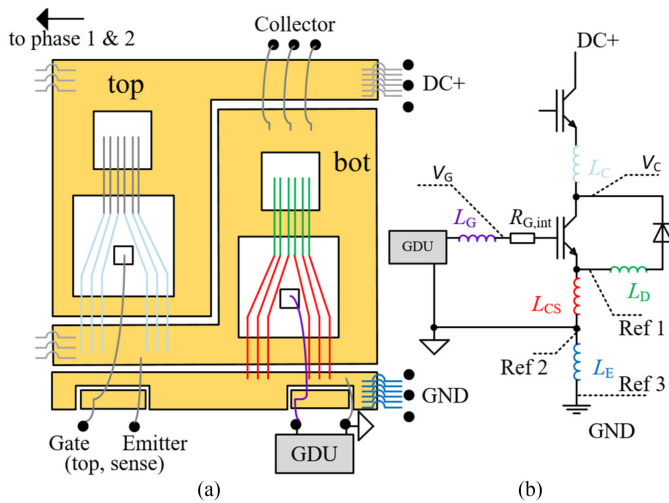 to phase 1 & 2
Collector
top
DC+
bot
GND
Gate
Emitter
(top, sense)
GDU
(a)
DC+
L_C
V_G
V_C
L_G
R_G,int
GDU
L_D
L_CS
Ref 1
Ref 2
L_E
Ref 3
GND
(b)